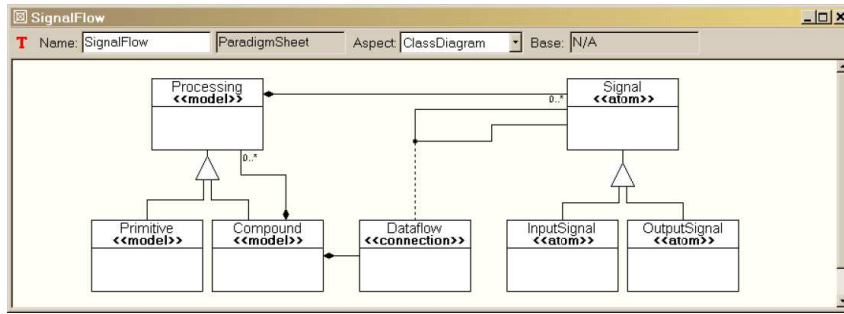 SignalFlow
T Name: SignalFlow ParadigmSheet Aspect: ClassDiagram Base: N/A
Processing
<<model>>
0..*
Signal
<<atom>>
0..*
Primitive
<<model>>
Compound
<<model>>
Dataflow
<<connection>>
InputSignal
<<atom>>
OutputSignal
<<atom>>